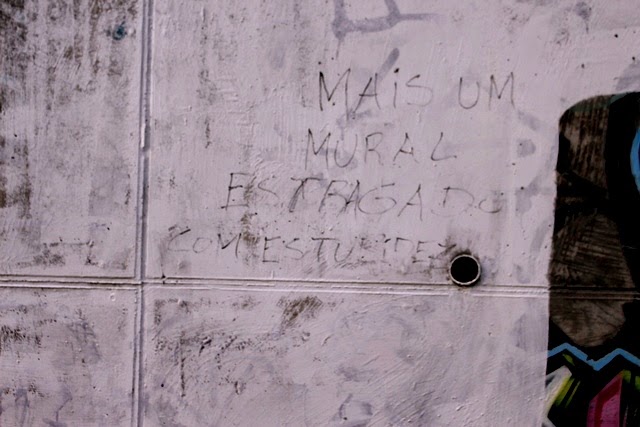 MAIS UM
MURAL
ESTRAGADO
COM ESTUPIDEZ